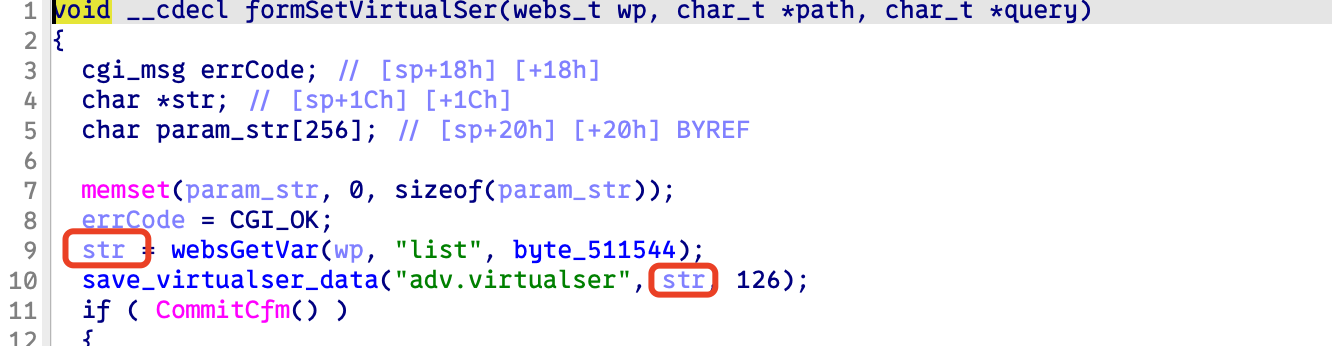 1 void __cdecl formSetVirtualSer(webs_t wp, char_t *path, char_t *query)
2 {
3 cgi_msg errCode; // [sp+18h] [+18h]
4 char *str; // [sp+1Ch] [+1Ch]
5 char param_str[256]; // [sp+20h] [+20h] BYREF
6
7 memset(param_str, 0, sizeof(param_str));
8 errCode = CGI_OK;
9 str = websGetVar(wp, "list", byte_511544);
10 save_virtualser_data("adv.virtualser", str, 126);
11 if ( CommitCfm() )
12 {